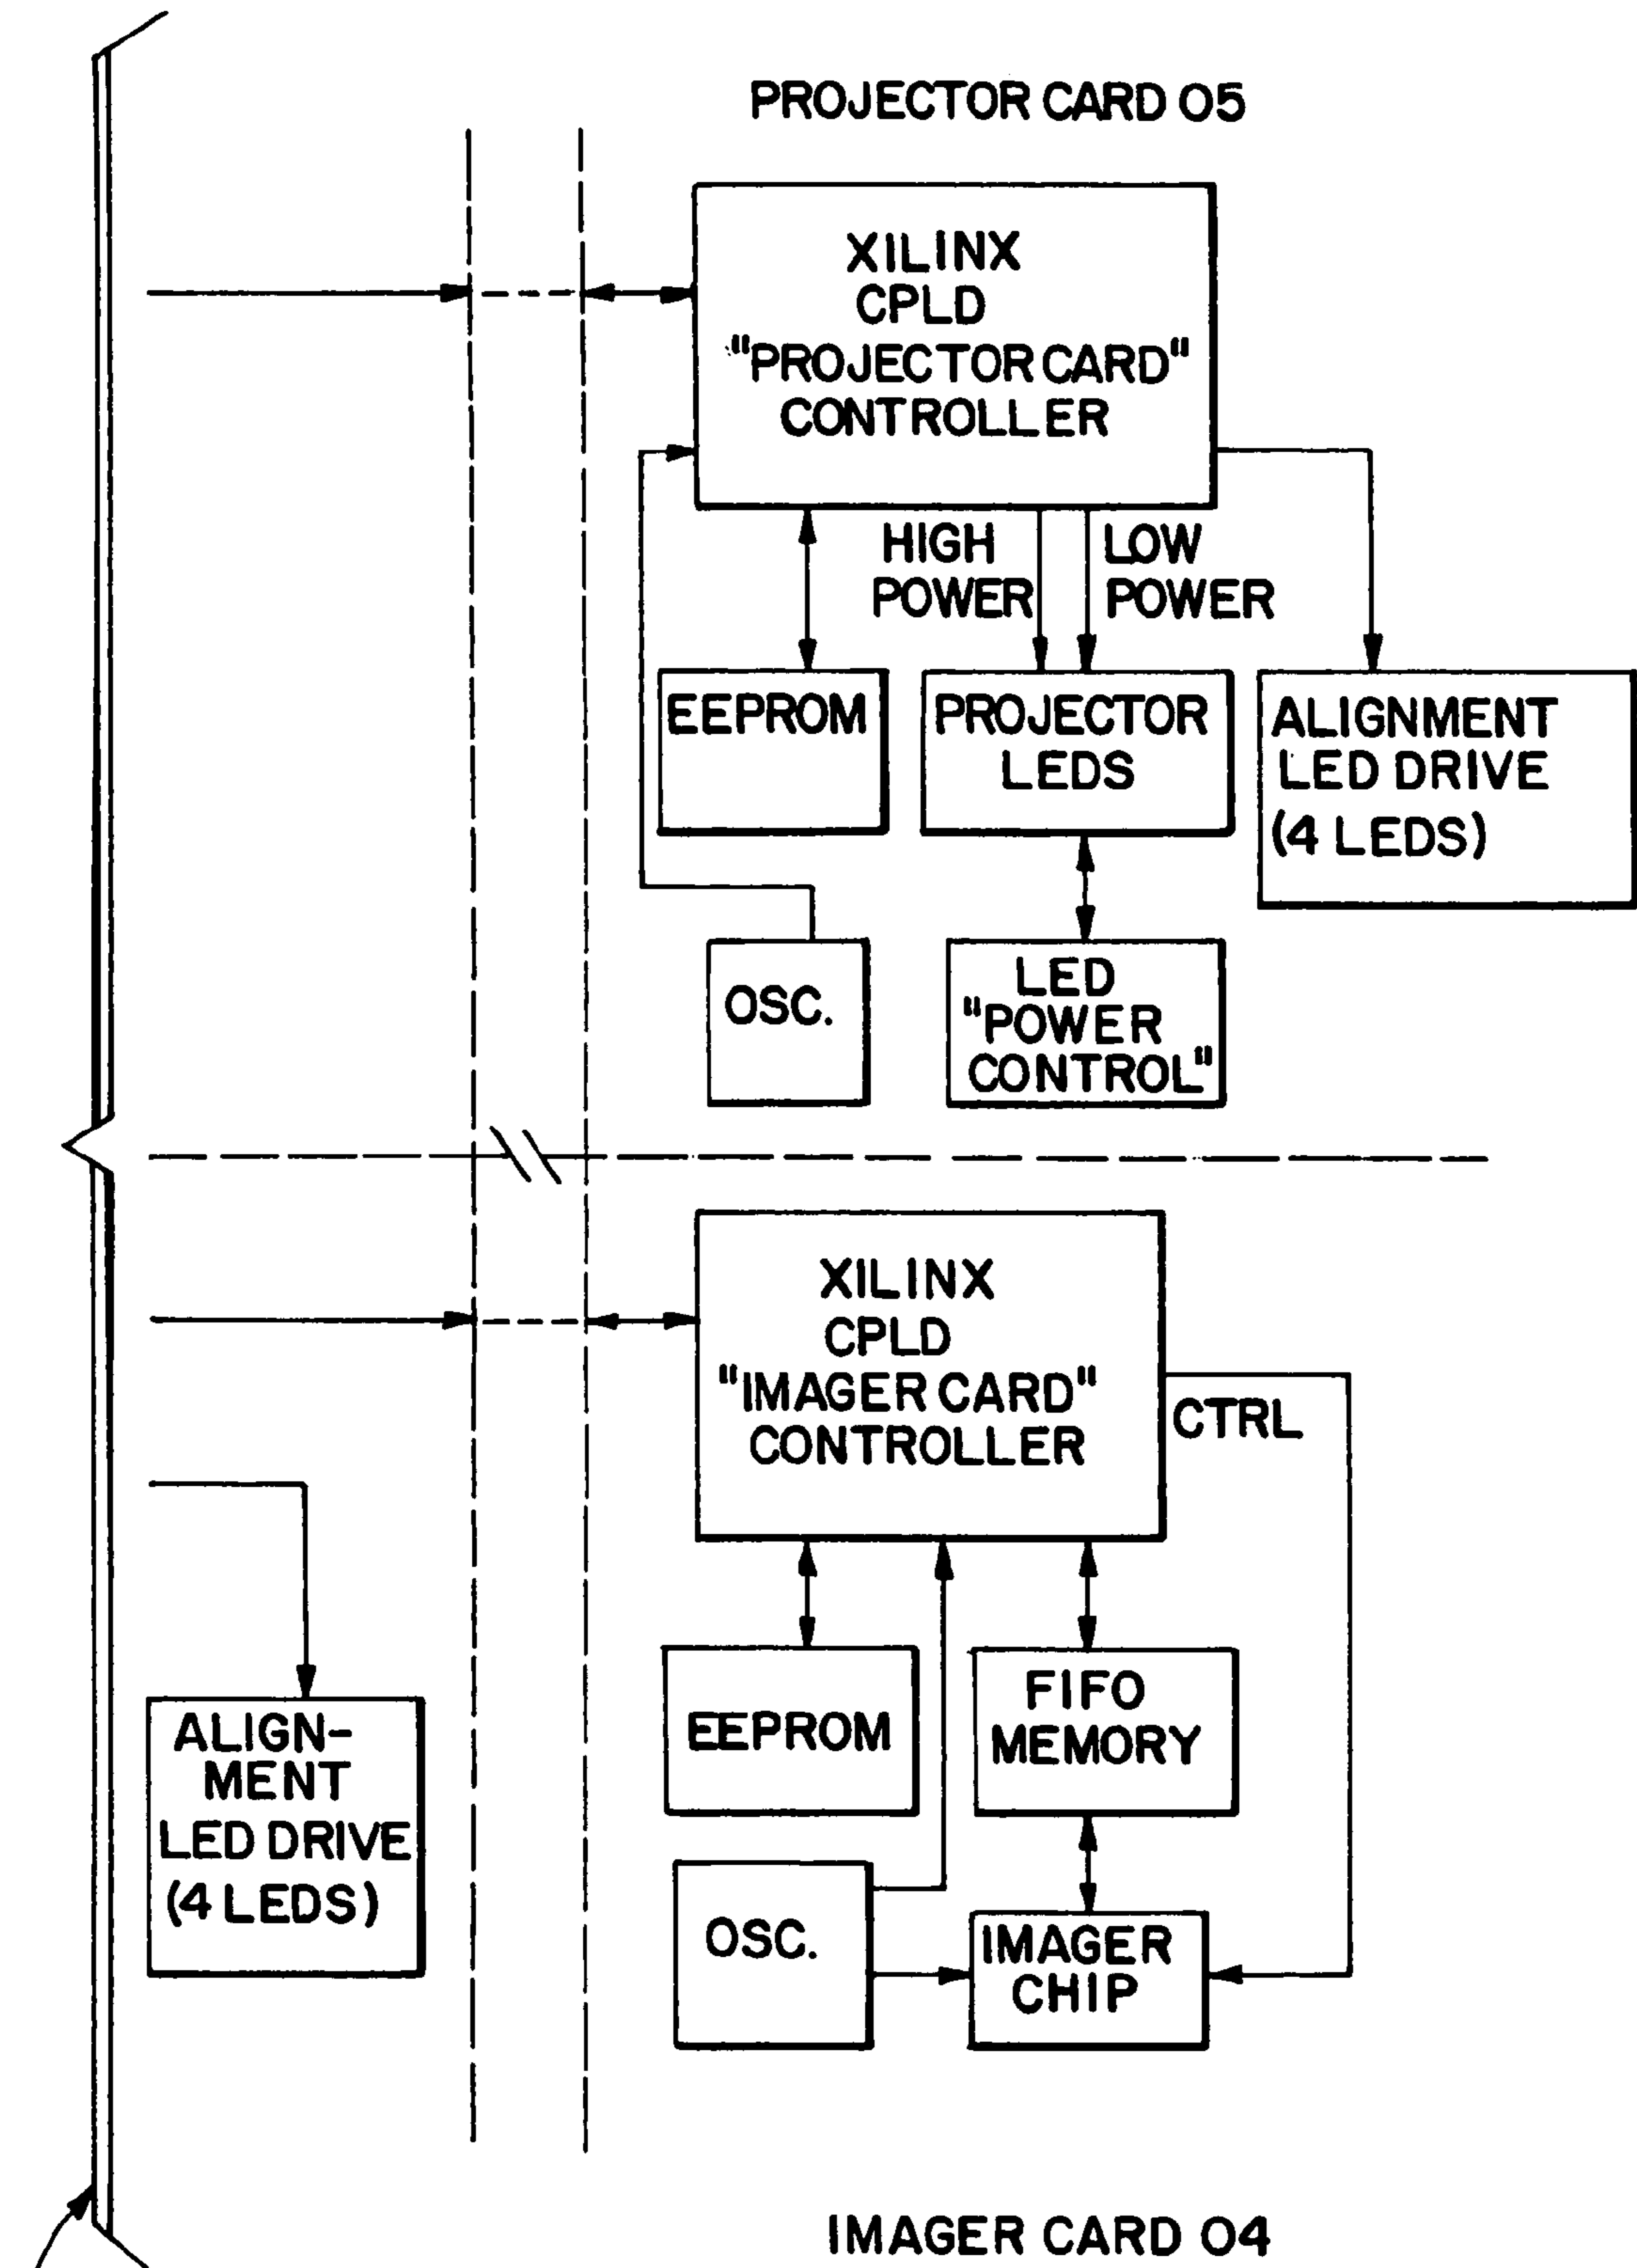 PROJECTOR CARD 05
XILINX
CPLD
"PROJECTOR CARD"
CONTROLLER
HIGH
POWER
LOW
POWER
EEPROM
PROJECTOR
LEDS
ALIGNMENT
LED DRIVE
(4 LEDS)
OSC.
LED
"POWER
CONTROL"
XILINX
CPLD
"IMAGER CARD"
CONTROLLER
CTRL
ALIGN-
MENT
LED DRIVE
(4 LEDS)
EEPROM
FIFO
MEMORY
OSC.
IMAGER
CHIP
IMAGER CARD 04